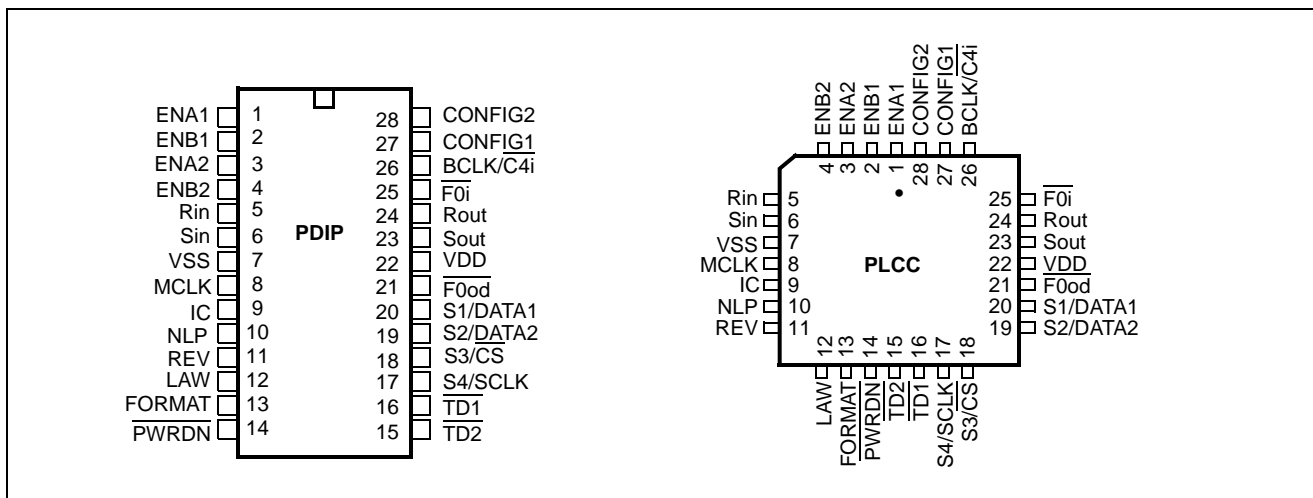 ENA1
ENB1
ENA2
ENB2
Rin
Sin
VSS
MCLK
IC
NLP
REV
LAW
FORMAT
PWRDN
1
2
3
4
5
6
7
8
9
10
11
12
13
14
PDIP
28
27
26
25
24
23
22
21
20
19
18
17
16
15
CONFIG2
CONFIG1
BCLK/C4i
F0i
Rout
Sout
VDD
F0od
S1/DATA1
S2/DATA2
S3/CS
S4/SCLK
TD1
TD2
ENB2
ENA2
ENB1
ENA1
CONFIG2
CONFIG1
BCLK/C4i
4
3
2
1
28
27
26
Rin
Sin
VSS
MCLK
IC
NLP
REV
5
6
7
8
9
10
11
PLCC
25
24
23
22
21
20
19
F0i
Rout
Sout
VDD
F0od
S1/DATA1
S2/DATA2
12
13
14
15
16
17
18
LAW
FORMAT
PWRDN
TD2
TD1
S4/SCLK
S3/CS